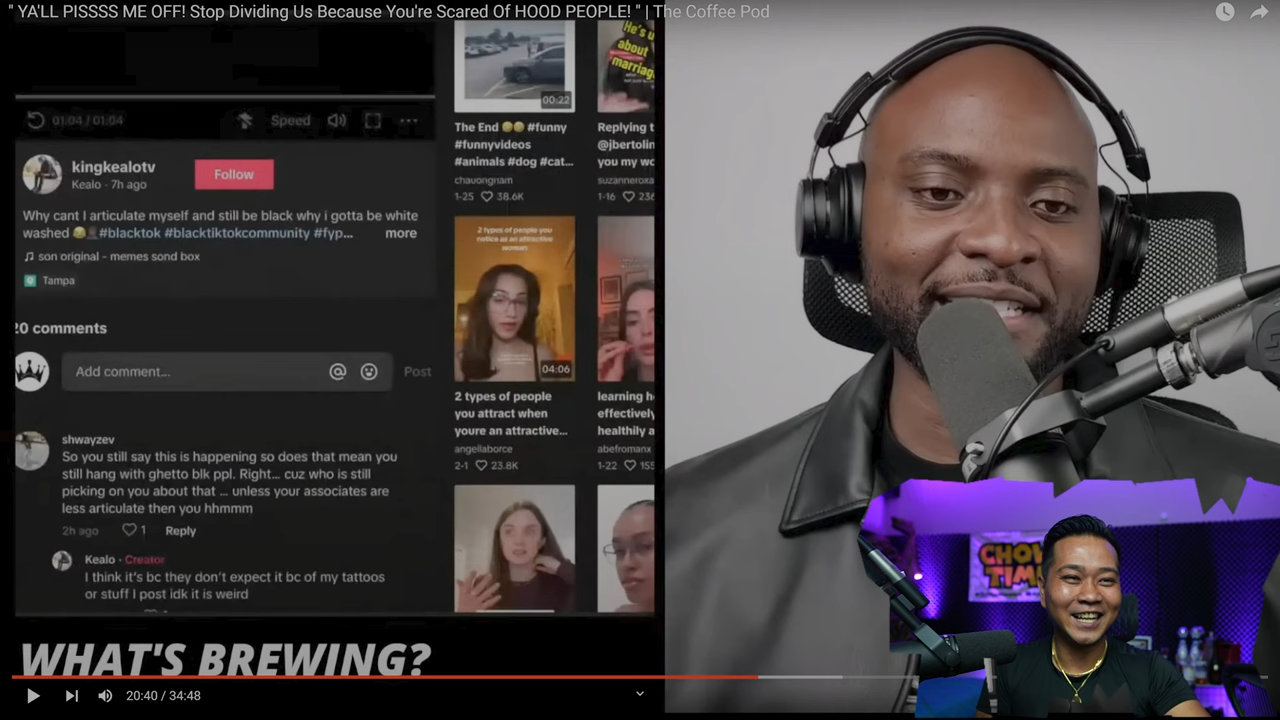 " YA'LL PISSSS ME OFF! Stop Dividing Us Because You're Scared Of HOOD PEOPLE! " | The Coffee Pod
01:04 / 01:04
Speed
kingkealotv
Kealo · 7h ago
Follow
Why cant I articulate myself and still be black why i gotta be white
washed 🤣 #blacktok #blacktiktokcommunity #fyp...
more
♫ son original - memes sond box
Tampa
20 comments
Add comment...
Post
shwayzev
So you still say this is happening so does that mean you
still hang with ghetto blk ppl. Right... cuz who is still
picking on you about that ... unless your associates are
less articulate then you hhmmm
2h ago
1
Reply
Kealo · Creator
I think it's bc they don't expect it bc of my tattoos
or stuff I post idk it is weird
00:22
The End 🤣🤣 #funny
#funnyvideos
#animals #dog #cat...
chauongnam
1-25 ♡ 38.6K
He's
about
marriag
Replying
@jbertolin
you my wo
suzanneroxa
1-16 ♡ 236
2 types of people you
notice as an attractive
woman
04:06
2 types of people
you attract when
youre an attractive...
angellaborce
2-1 ♡ 23.8K
learning
effectively
healthily
abefromanx
1-22 ♡ 155
CHOW
TIM
WHAT'S BREWING?
20:40 / 34:48